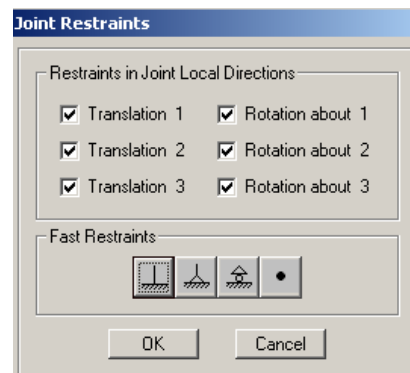 Joint Restraints
Restraints in Joint Local Directions
Translation 1 Rotation about 1
Translation 2 Rotation about 2
Translation 3 Rotation about 3
Fast Restraints
OK Cancel